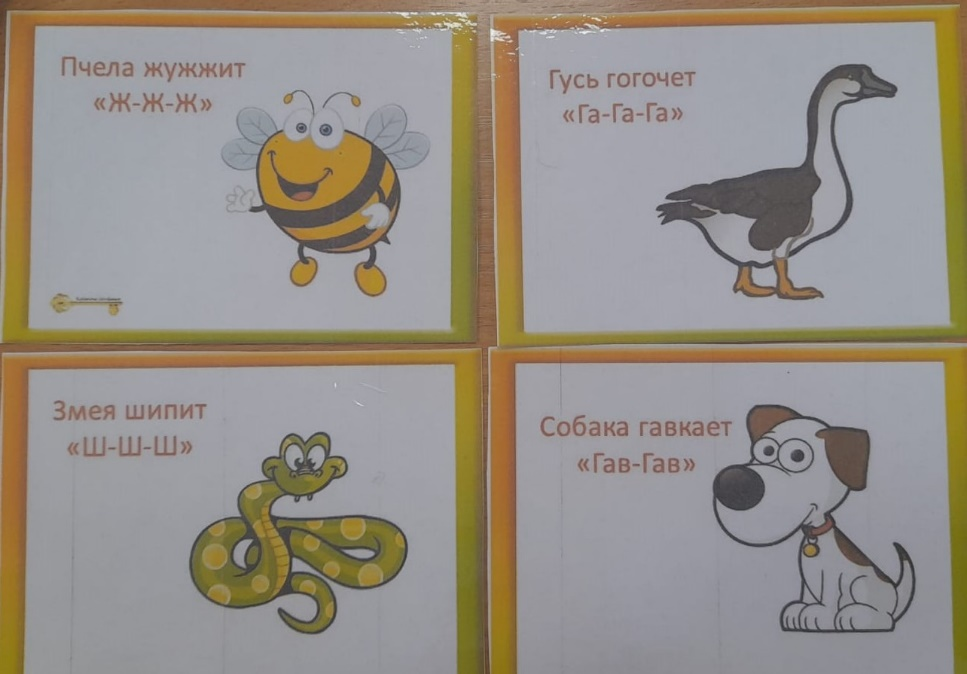 Пчела жужжит
«Ж-Ж-Ж»
Гусь гогочет
«Га-Га-Га»
Змея шипит
«Ш-Ш-Ш»
Собака гавкает
«Гав-Гав»